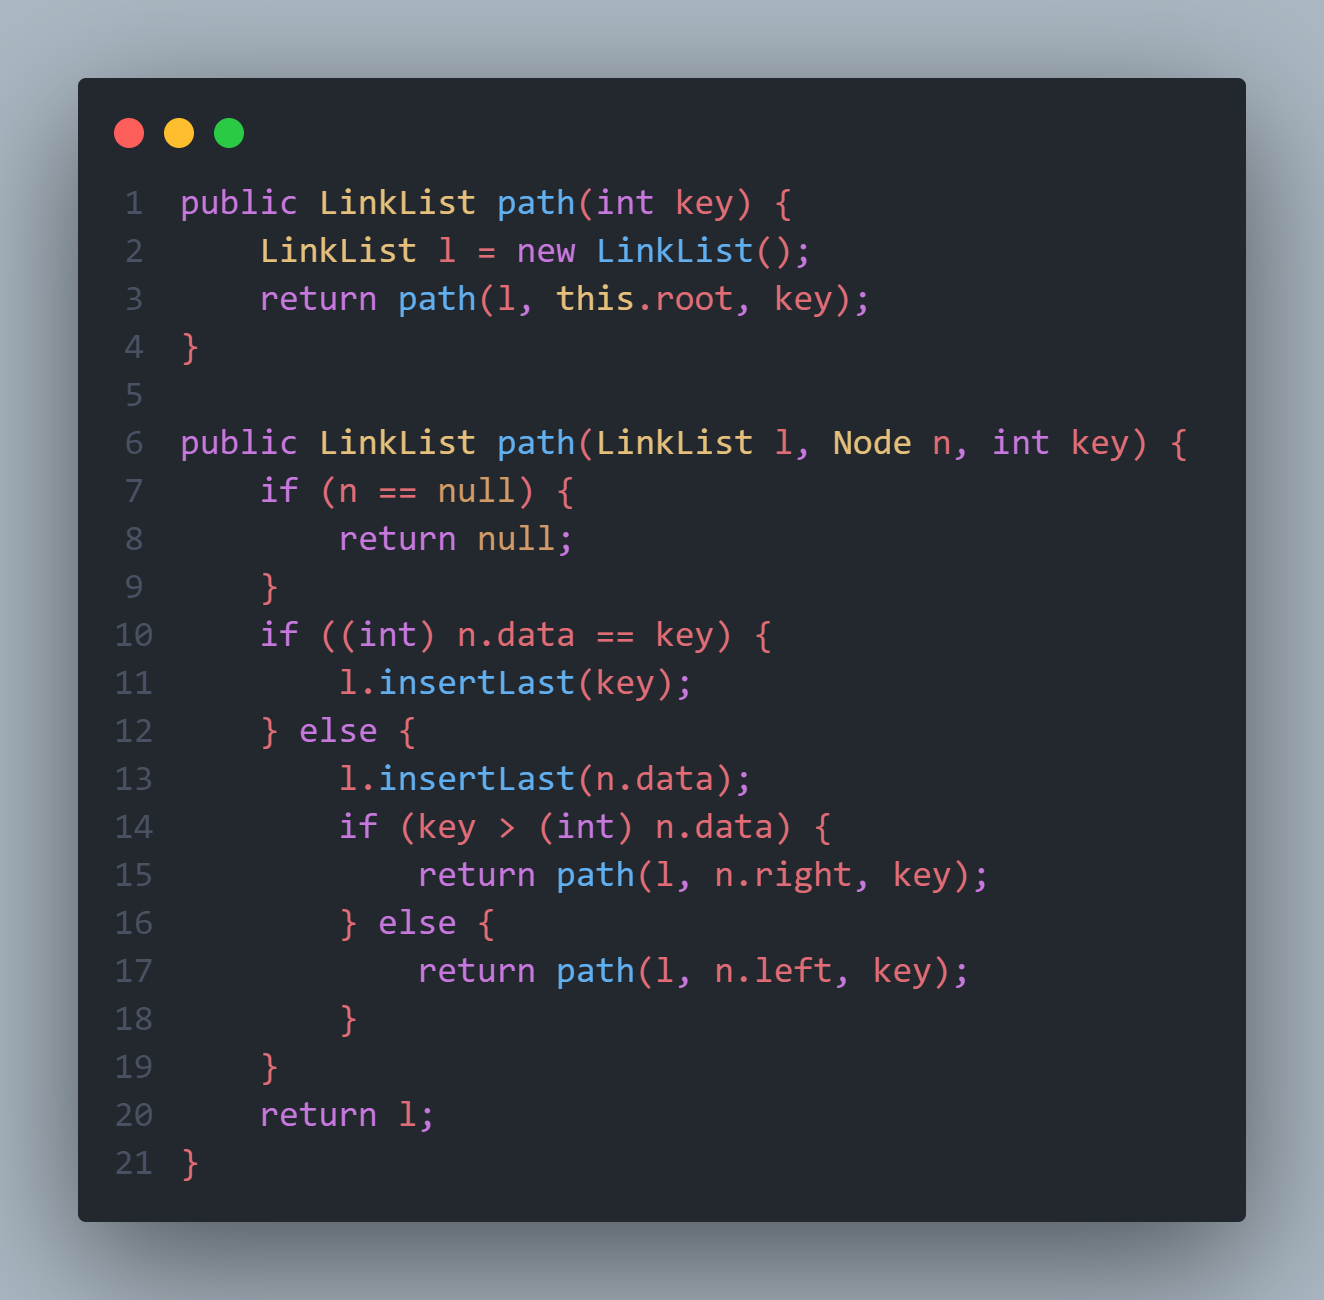 1 public LinkList path(int key) {
2     LinkList l = new LinkList();
3     return path(l, this.root, key);
4 }
5
6 public LinkList path(LinkList l, Node n, int key) {
7     if (n == null) {
8         return null;
9     }
10     if ((int) n.data == key) {
11         l.insertLast(key);
12     } else {
13         l.insertLast(n.data);
14         if (key > (int) n.data) {
15             return path(l, n.right, key);
16         } else {
17             return path(l, n.left, key);
18         }
19     }
20     return l;
21 }